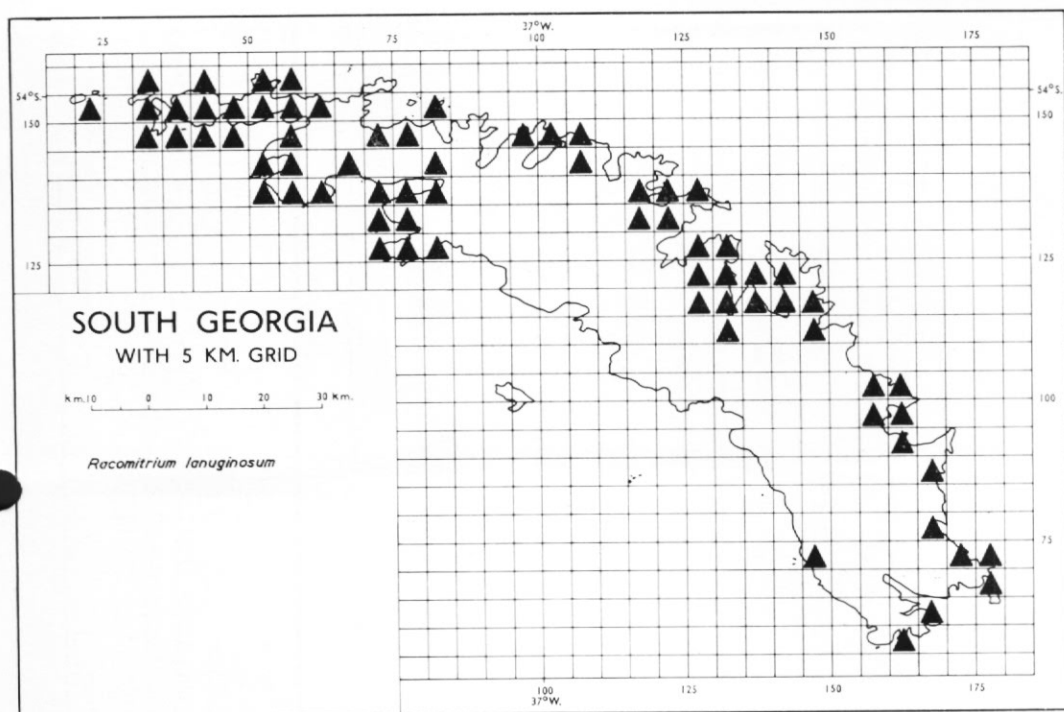 37°W.
25 50 75 100 125 150 175
54°S. 54°S.
150 150
125 125
SOUTH GEORGIA
WITH 5 KM. GRID
km.10 0 10 20 30 km.
100
Racomitrium lanuginosum
75
100 125 150 175
37°W.